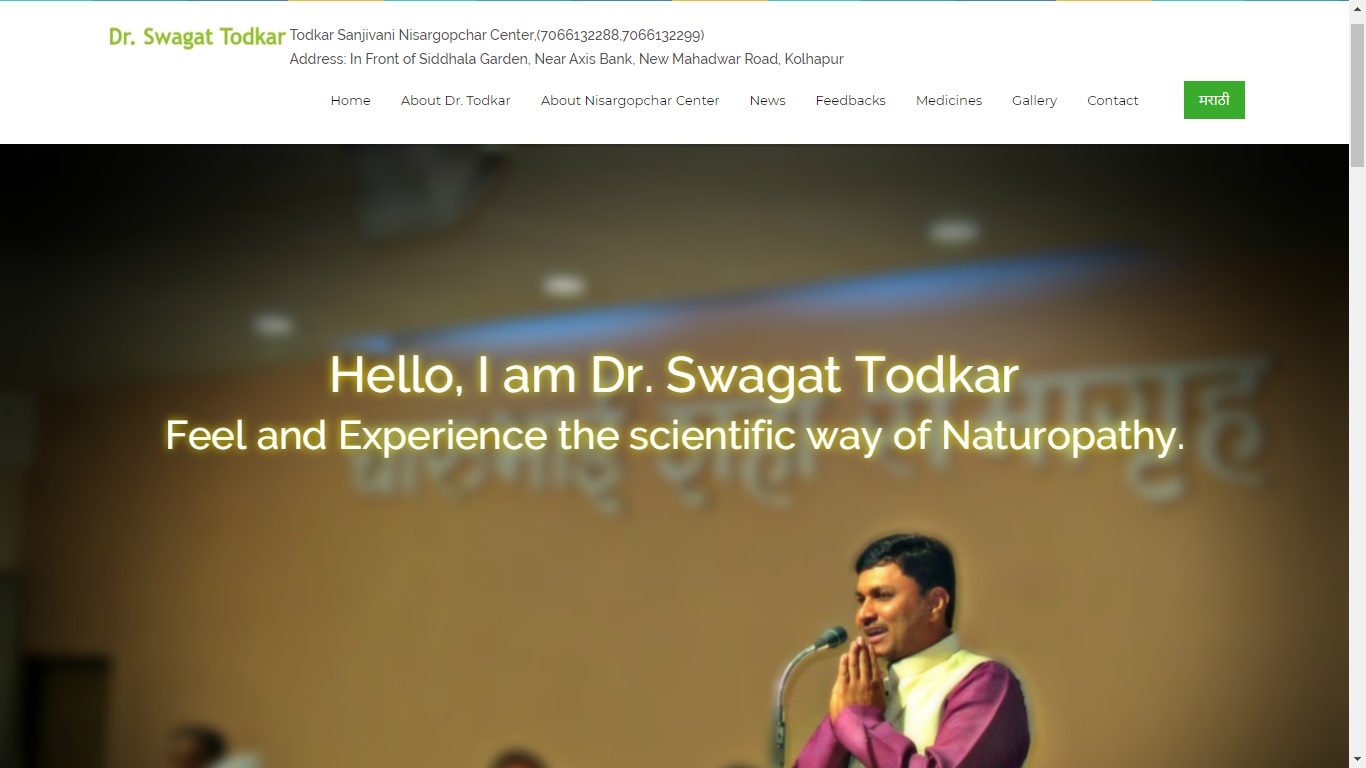 Dr. Swagat Todkar
Todkar Sanjivani Nisargopchar Center,(7066132288,7066132299)
Address: In Front of Siddhala Garden, Near Axis Bank, New Mahadwar Road, Kolhapur
Home About Dr. Todkar About Nisargopchar Center News Feedbacks Medicines Gallery Contact मराठी
Hello, I am Dr. Swagat Todkar
Feel and Experience the scientific way of Naturopathy.